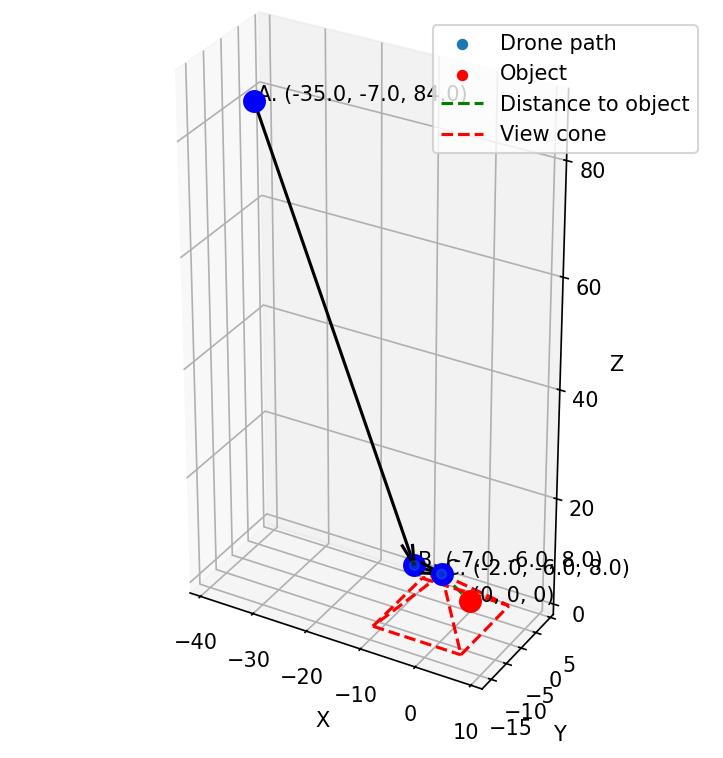 Drone path
Object
Distance to object
View cone
A. (-35.0, -7.0, 84.0)
80
60
Z
40
20
B. (-7.0, -6.0, 8.0)
C. (-2.0, -6.0, 8.0)
(0, 0, 0)
0
5
0
−5
−10
−15
Y
−40
−30
−20
−10
0
10
X